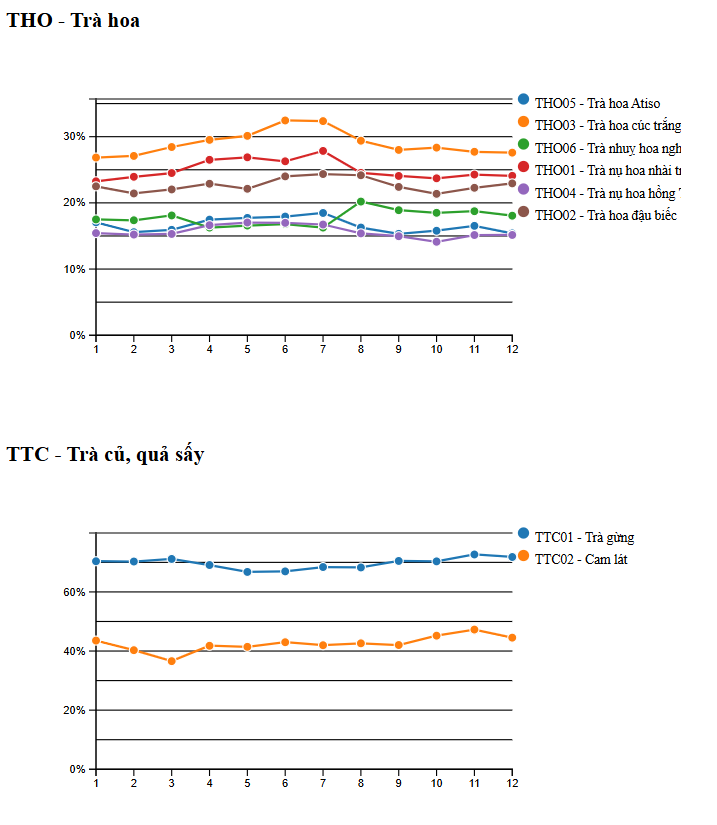 THO - Trà hoa
THO05 - Trà hoa Atiso
THO03 - Trà hoa cúc trắng
THO06 - Trà nhuỵ hoa ngh
THO01 - Trà nụ hoa nhài tr
THO04 - Trà nụ hoa hồng
THO02 - Trà hoa đậu biếc
30%
20%
10%
0%
1 2 3 4 5 6 7 8 9 10 11 12
TTC - Trà củ, quả sấy
TTC01 - Trà gừng
TTC02 - Cam lát
60%
40%
20%
0%
1 2 3 4 5 6 7 8 9 10 11 12